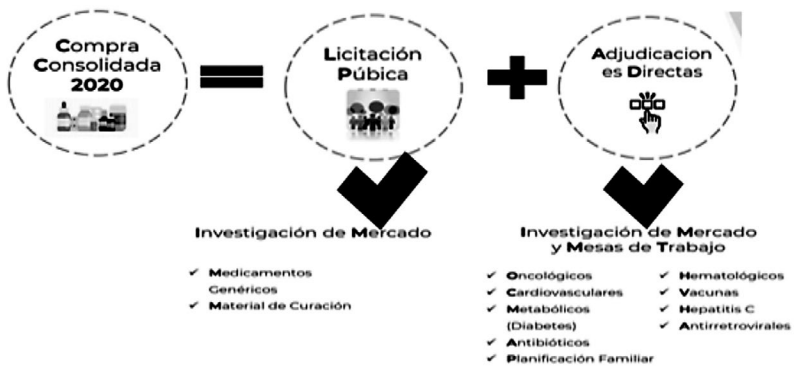 Compra
Consolidada
2020
Licitación
Púbica
Adjudicacion
es Directas
Investigación de Mercado
✓ Medicamentos
Genéricos
✓ Material de Curación
Investigación de Mercado
y Mesas de Trabajo
✓ Oncológicos
✓ Cardiovasculares
✓ Metabólicos
(Diabetes)
✓ Antibióticos
✓ Planificación Familiar
✓ Hematológicos
✓ Vacunas
✓ Hepatitis C
✓ Antirretrovirales